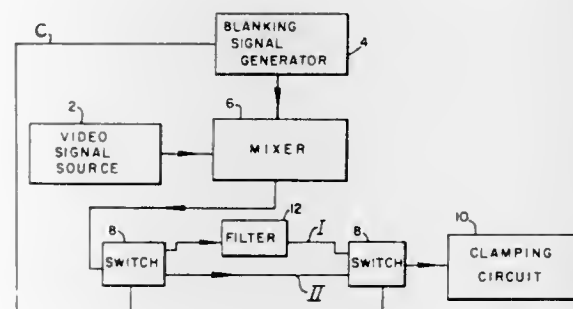 C,
BLANKING
SIGNAL
GENERATOR
4
6
2
VIDEO
SIGNAL
SOURCE
MIXER
12
8
FILTER
I
8
10
SWITCH
SWITCH
CLAMPING
CIRCUIT
II